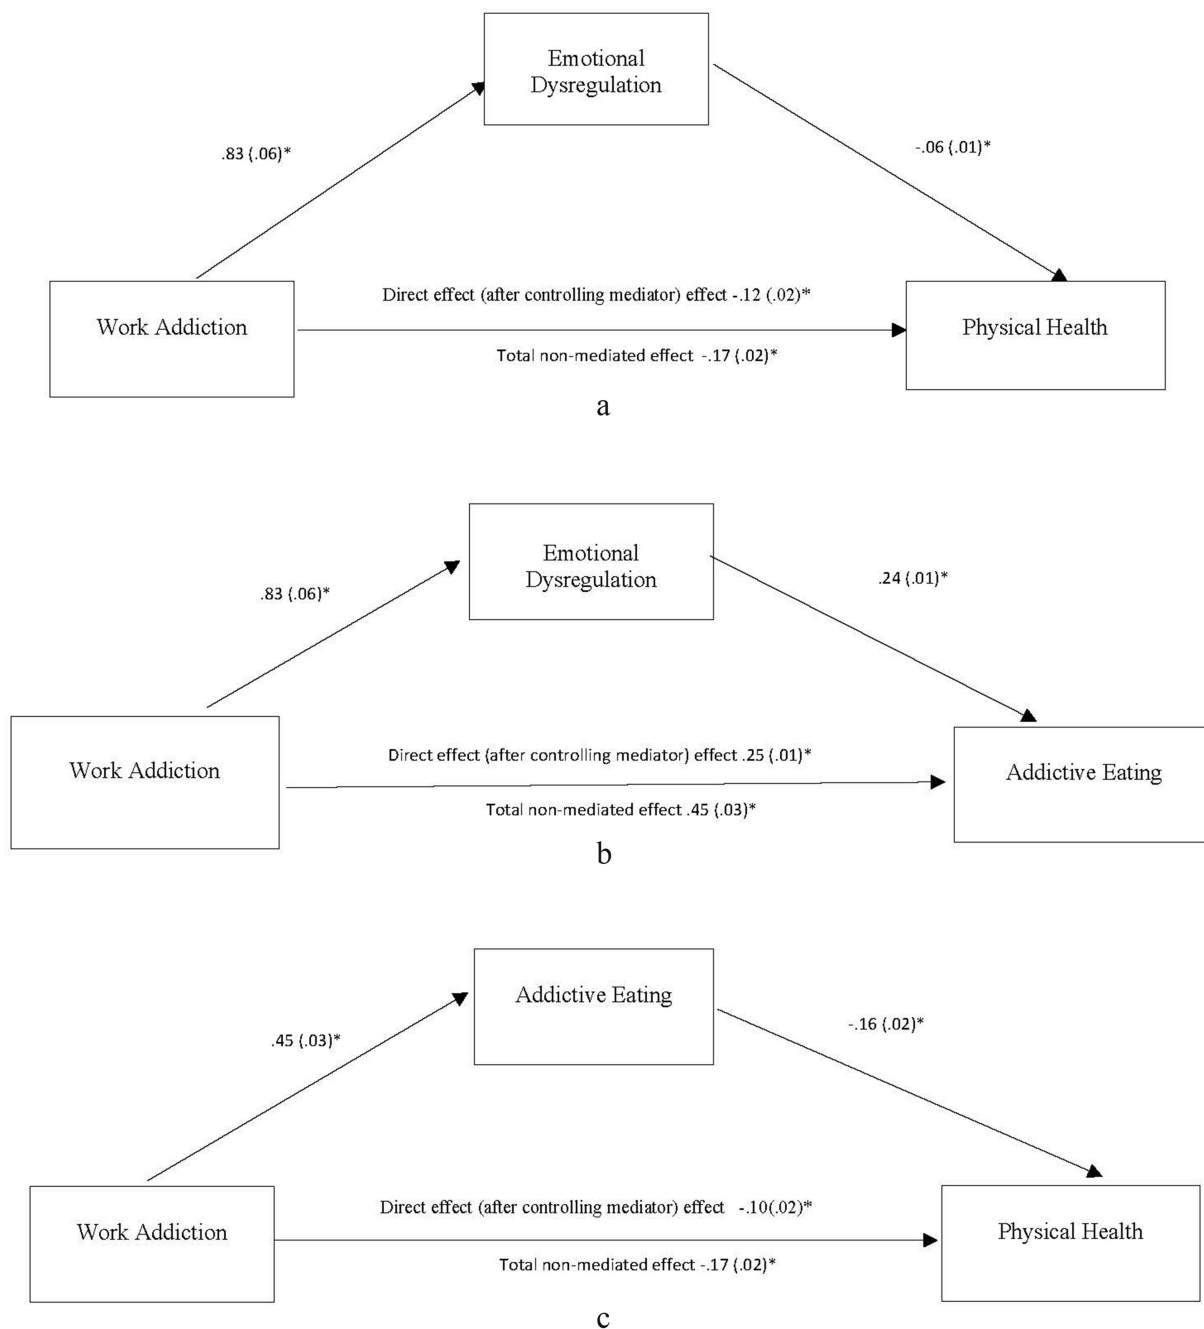 Emotional
Dysregulation
.83 (.06)*
-.06 (.01)*
Work Addiction
Direct effect (after controlling mediator) effect -.12 (.02)*
Total non-mediated effect -.17 (.02)*
Physical Health
a
Emotional
Dysregulation
.83 (.06)*
.24 (.01)*
Work Addiction
Direct effect (after controlling mediator) effect .25 (.01)*
Total non-mediated effect .45 (.03)*
Addictive Eating
b
Addictive Eating
.45 (.03)*
-.16 (.02)*
Work Addiction
Direct effect (after controlling mediator) effect -.10(.02)*
Total non-mediated effect -.17 (.02)*
Physical Health
c